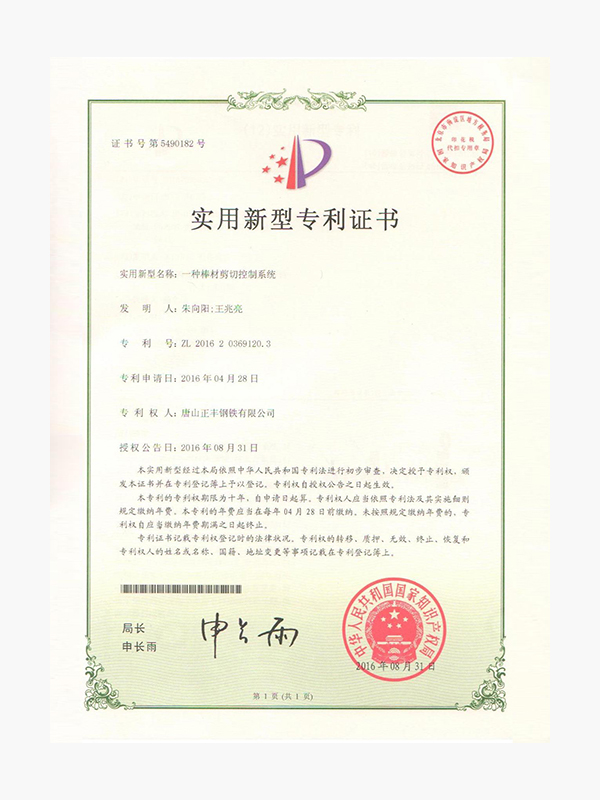 证书号第5490182号
印花税
代扣专用章
实用新型专利证书
实用新型名称：一种棒材剪切控制系统
发明人：朱向阳;王兆亮
专利号：ZL 2016 2 0369120.3
专利申请日：2016年04月28日
专利权人：唐山正丰钢铁有限公司
授权公告日：2016年08月31日
本实用新型经过本局依照中华人民共和国专利法进行初步审查，决定授予专利权，颁
发本证书并在专利登记簿上予以登记。专利权自授权公告之日起生效。
本专利的专利权期限为十年，自申请日起算。专利权人应当依照专利法及其实施细则
规定缴纳年费。本专利的年费应当在每年04月28日前缴纳。未按照规定缴纳年费的，专
利权自应当缴纳年费期满之日起终止。
专利证书记载专利权登记时的法律状况。专利权的转移、质押、无效、终止、恢复和
专利权人的姓名或名称、国籍、地址变更等事项记载在专利登记簿上。
局长
申长雨
申长雨
中华人民共和国国家知识产权局
2016年08月31日
第1页(共1页)